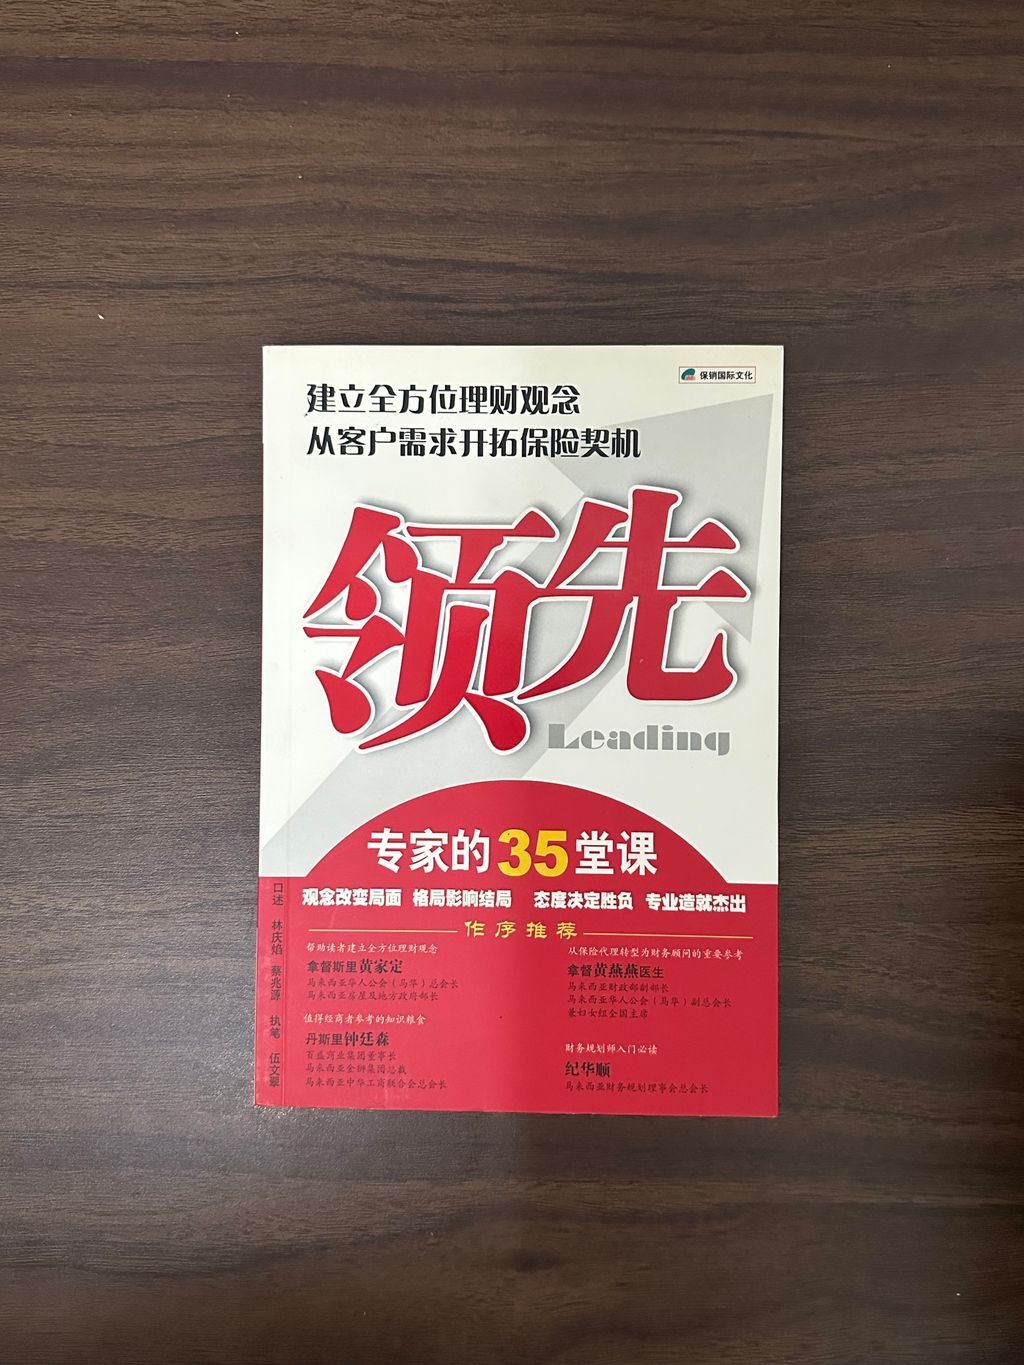 保销国际文化
建立全方位理财观念
从客户需求开拓保险契机
领先
Leading
专家的35堂课
观念改变局面 格局影响结局 态度决定胜负 专业造就杰出
作序推荐
帮助读者建立全方位理财观念
拿督斯里黄家定
马来西亚华人公会（马华）总会长
马来西亚房屋及地方政府部长
值得经商者参考的知识粮食
丹斯里钟廷森
百盛商业集团董事长
马来西亚金狮集团总裁
马来西亚中华工商联合会总会长
从保险代理转型为财务顾问的重要参考
拿督黄燕燕医生
马来西亚财政部副部长
马来西亚华人公会（马华）副总会长
兼妇女组全国主席
财务规划师入门必读
纪华顺
马来西亚财务规划理事会总会长
口述 林庆焰 蔡兆源 执笔 伍文翠